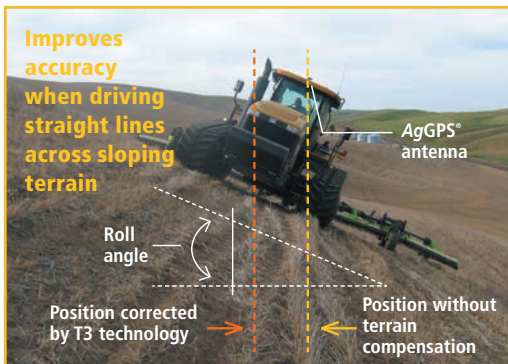 Improves
accuracy
when driving
straight lines
across sloping
terrain
AgGPS®
antenna
Roll
angle
Position corrected
by T3 technology
Position without
terrain
compensation